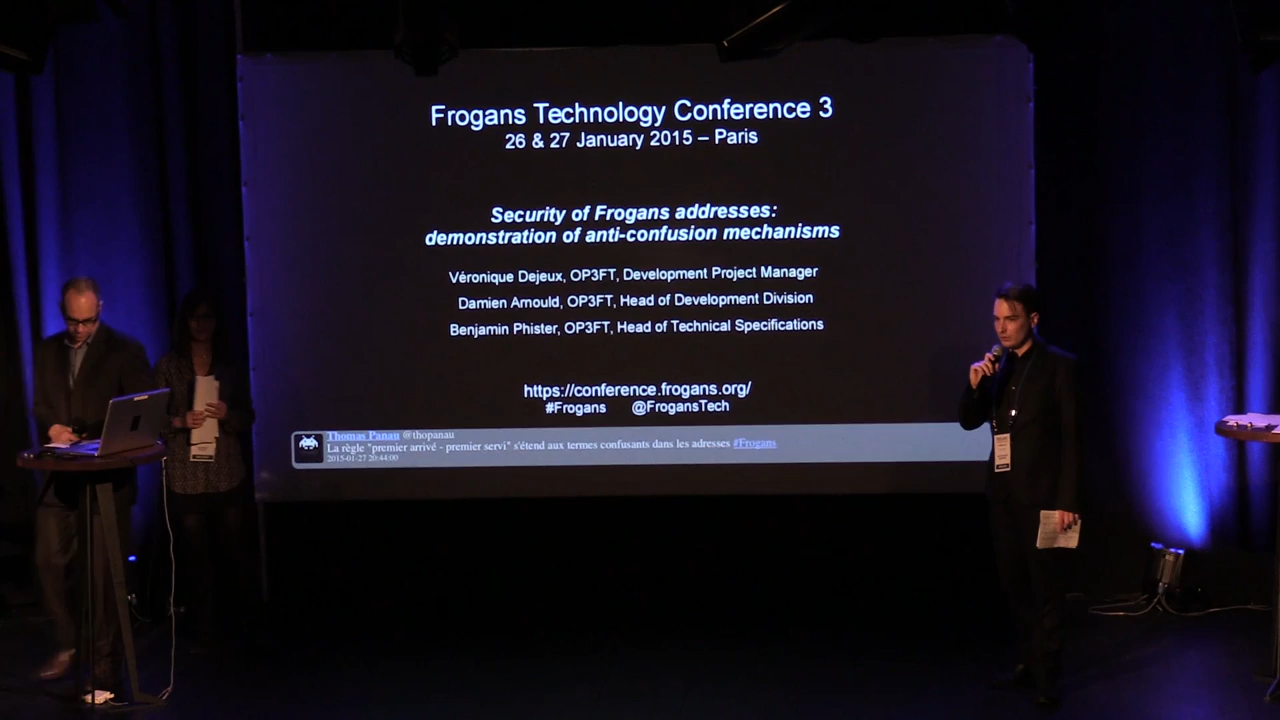 Frogans Technology Conference 3
26 & 27 January 2015 – Paris
Security of Frogans addresses:
demonstration of anti-confusion mechanisms
Véronique Dejeux, OP3FT, Development Project Manager
Damien Arnould, OP3FT, Head of Development Division
Benjamin Phister, OP3FT, Head of Technical Specifications
https://conference.frogans.org/
#Frogans @FrogansTech
Thomas Panau @thopanau
La règle "premier arrivé - premier servi" s'étend aux termes confusants dans les adresses #Frogans
2015-01-27 20:44:00